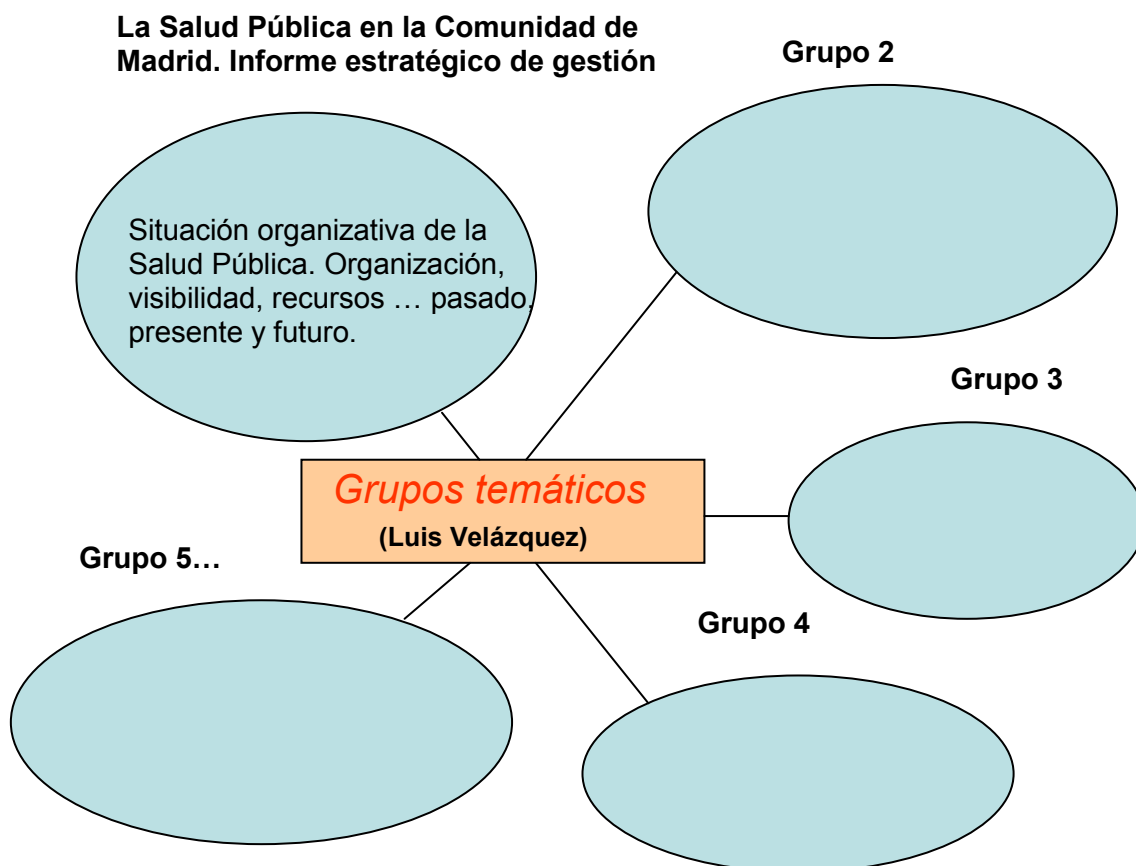 La Salud Pública en la Comunidad de
Madrid. Informe estratégico de gestión
Grupo 2
Situación organizativa de la
Salud Pública. Organización,
visibilidad, recursos … pasado,
presente y futuro.
Grupo 3
Grupos temáticos
(Luis Velázquez)
Grupo 5…
Grupo 4